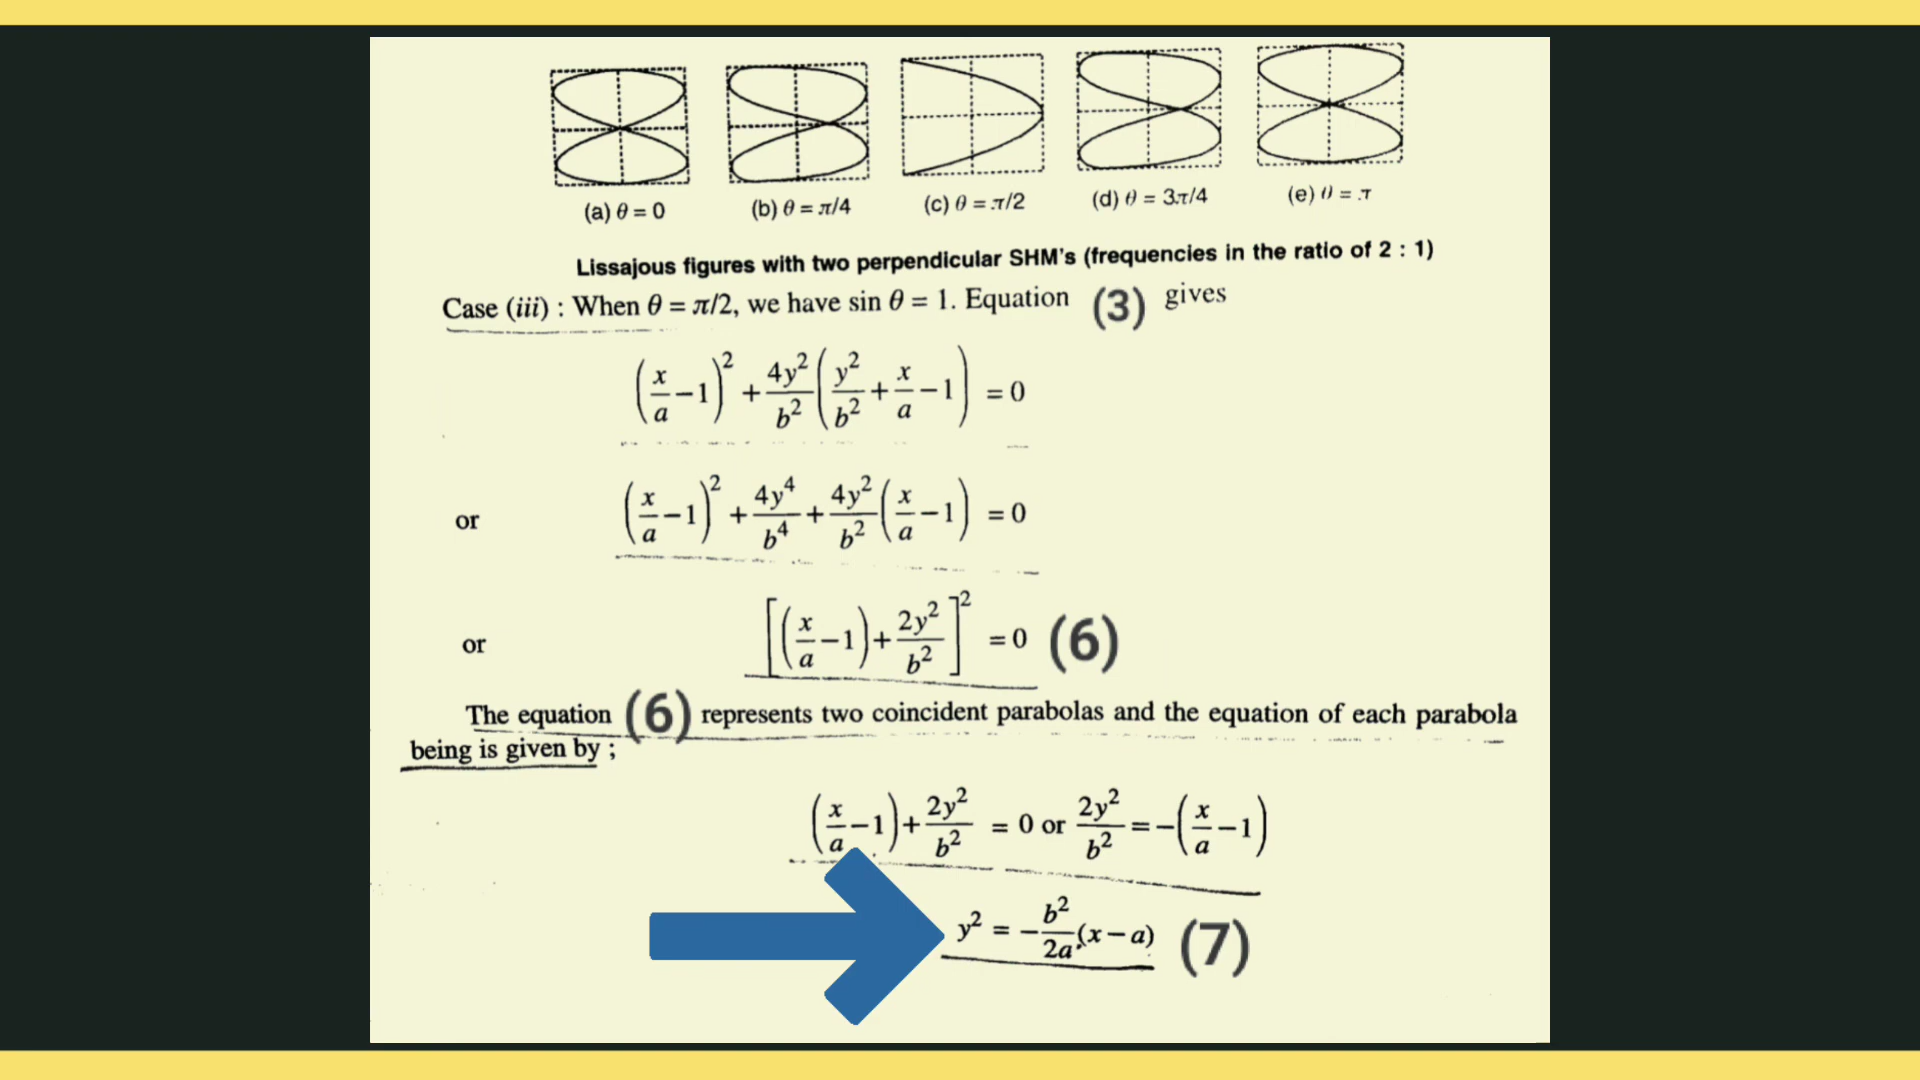 (a) θ = 0 (b) θ = π/4 (c) θ = π/2 (d) θ = 3π/4 (e) θ = π
Lissajous figures with two perpendicular SHM's (frequencies in the ratio of 2 : 1)
Case (iii) : When θ = π/2, we have sin θ = 1. Equation (3) gives
(x/a − 1)² + 4y²/b² (y²/b² + x/a − 1) = 0
or (x/a − 1)² + 4y⁴/b⁴ + 4y²/b² (x/a − 1) = 0
or [(x/a − 1) + 2y²/b²]² = 0 (6)
The equation (6) represents two coincident parabolas and the equation of each parabola
being is given by ;
(x/a − 1) + 2y²/b² = 0 or 2y²/b² = −(x/a − 1)
y² = −b²/2a (x − a) (7)